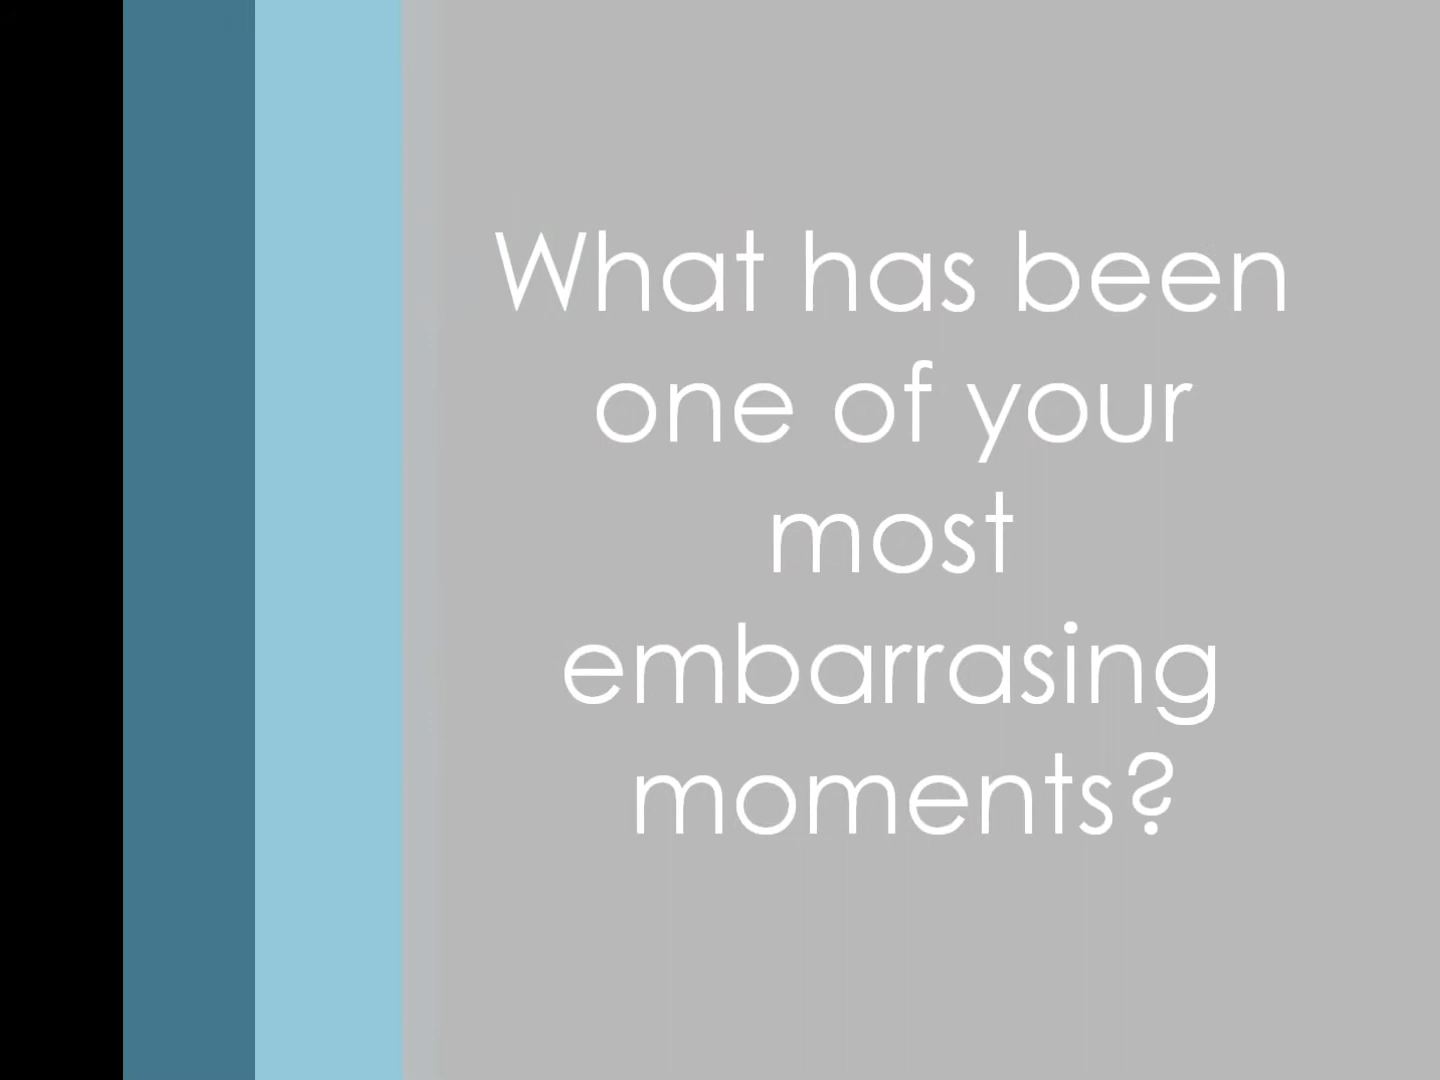 What has been
one of your
most
embarrasing
moments?